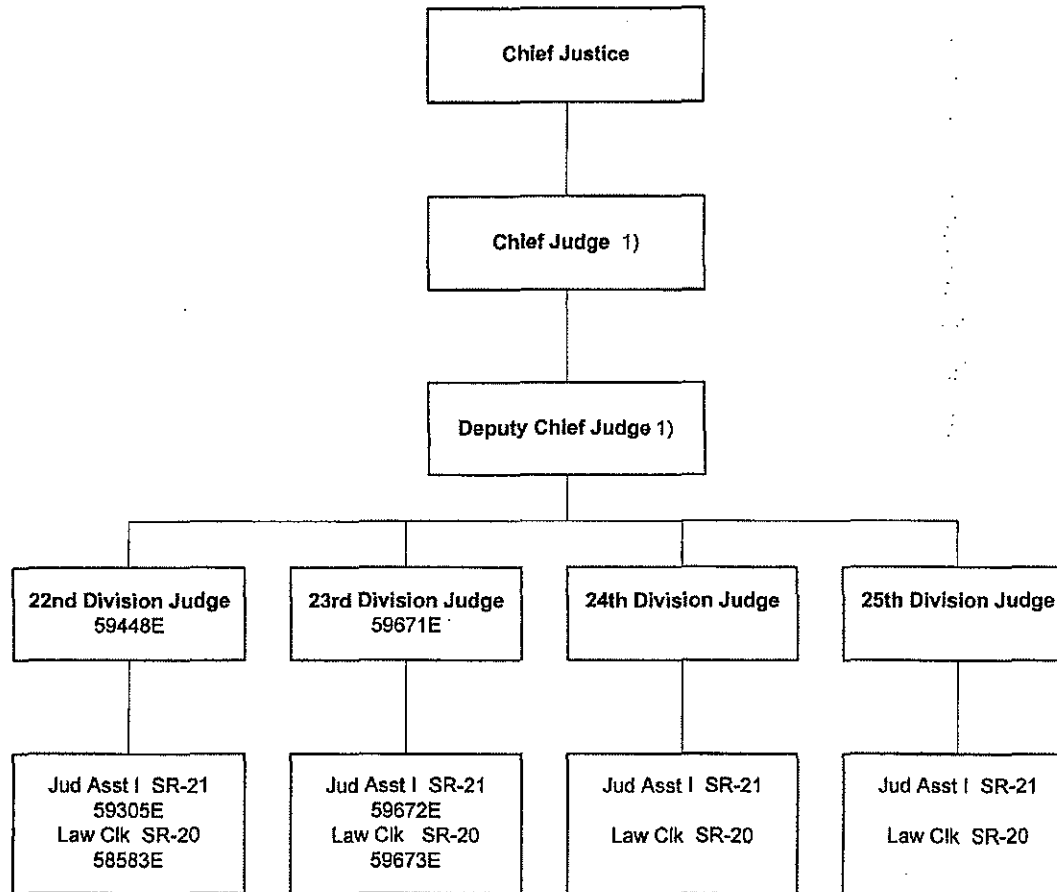 Chief Justice
Chief Judge 1)
Deputy Chief Judge 1)
22nd Division Judge
59448E
23rd Division Judge
59671E
24th Division Judge
25th Division Judge
Jud Asst I SR-21
59305E
Law Clk SR-20
58583E
Jud Asst I SR-21
59672E
Law Clk SR-20
59673E
Jud Asst I SR-21
Law Clk SR-20
Jud Asst I SR-21
Law Clk SR-20